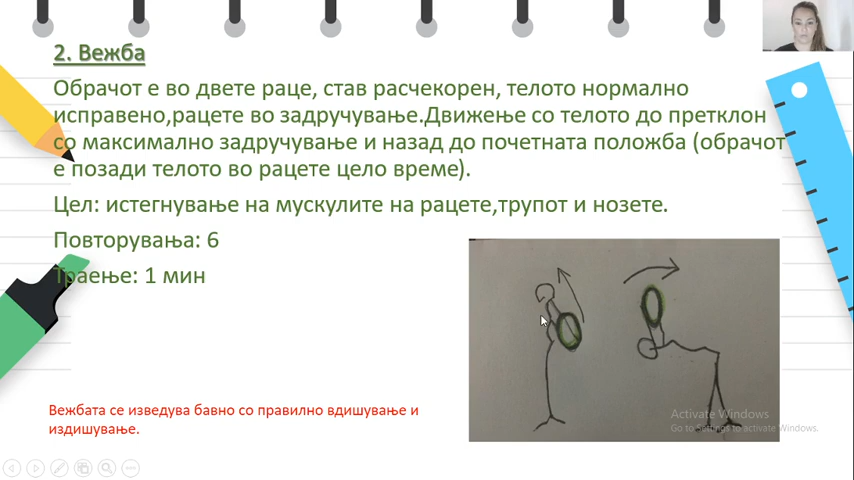 2. Вежба
Обрачот е во двете раце, став расчекорен, телото нормално
исправено,рацете во задручување.Движење со телото до претклон
со максимално задручување и назад до почетната положба (обрачот
е позади телото во рацете цело време).
Цел: истегнување на мускулите на рацете,трупот и нозете.
Повторувања: 6
Траење: 1 мин
Вежбата се изведува бавно со правилно вдишување и
издишување.
Activate Windows
Go to Settings to activate Windows.